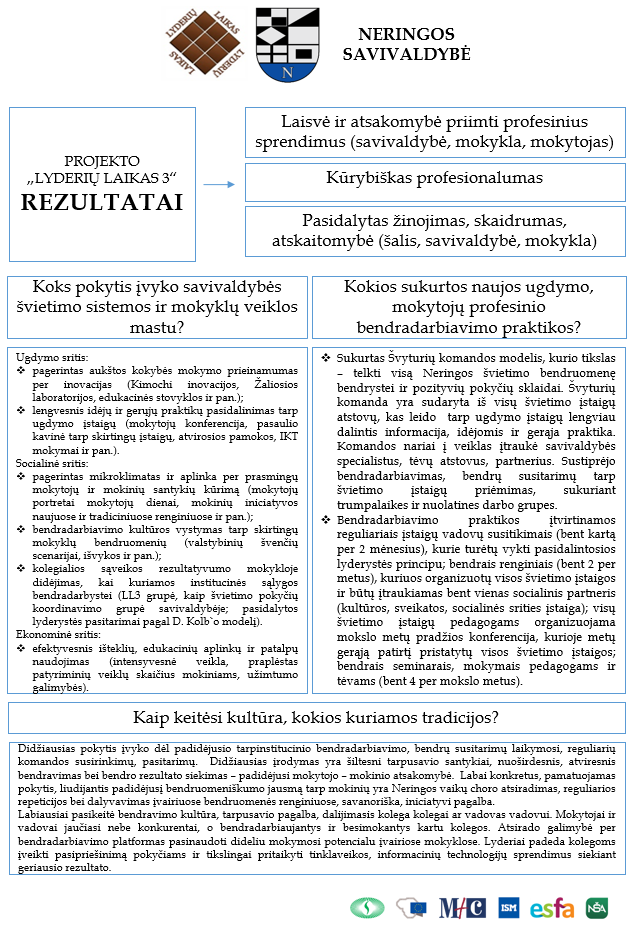 LYDERIŲ LAIKAS
LYDERIŲ LAIKAS
N
NERINGOS
SAVIVALDYBĖ
PROJEKTO
„LYDERIŲ LAIKAS 3“
REZULTATAI
Laisvė ir atsakomybė priimti profesinius
sprendimus (savivaldybė, mokykla, mokytojas)
Kūrybiškas profesionalumas
Pasidalytas žinojimas, skaidrumas,
atskaitomybė (šalis, savivaldybė, mokykla)
Koks pokytis įvyko savivaldybės
švietimo sistemos ir mokyklų veiklos
mastu?
Ugdymo sritis:
❖ pagerintas aukštos kokybės mokymo prieinamumas
per inovacijas (Kimochi inovacijos, Žaliosios
laboratorijos, edukacinės stovyklos ir pan.);
❖ lengvesnis idėjų ir gerųjų praktikų pasidalinimas tarp
ugdymo įstaigų (mokytojų konferencija, pasaulio
kavinė tarp skirtingų įstaigų, atvirosios pamokos, IKT
mokymai ir pan.).
Socialinė sritis:
❖ pagerintas mikroklimatas ir aplinka per prasmingų
mokytojų ir mokinių santykių kūrimą (mokytojų
portretai mokytojų dienai, mokinių iniciatyvos
naujuose ir tradiciniuose renginiuose ir pan.);
❖ bendradarbiavimo kultūros vystymas tarp skirtingų
mokyklų bendruomenių (valstybinių švenčių
scenarijai, išvykos ir pan.);
❖ kolegialios sąveikos rezultatyvumo mokykloje
didėjimas, kai kuriamos institucinės sąlygos
bendradarbystei (LL3 grupė, kaip švietimo pokyčių
koordinavimo grupė savivaldybėje; pasidalytos
lyderystės pasitarimai pagal D. Kolb`o modelį).
Ekonominė sritis:
❖ efektyvesnis išteklių, edukacinių aplinkų ir patalpų
naudojimas (intensyvesnė veikla, praplėstas
patyriminių veiklų skaičius mokiniams, užimtumo
galimybės).
Kokios sukurtos naujos ugdymo,
mokytojų profesinio
bendradarbiavimo praktikos?
❖ Sukurtas Švyturių komandos modelis, kurio tikslas
– telkti visą Neringos švietimo bendruomenę
bendrystei ir pozityvių pokyčių sklaidai. Švyturių
komanda yra sudaryta iš visų švietimo įstaigų
atstovų, kas leido tarp ugdymo įstaigų lengviau
dalintis informacija, idėjomis ir gerąja praktika.
Komandos nariai į veiklas įtraukė savivaldybės
specialistus, tėvų atstovus, partnerius. Sustiprėjo
bendradarbiavimas, bendrų susitarimų tarp
švietimo įstaigų priėmimas, sukuriant
trumpalaikes ir nuolatines darbo grupes.
❖ Bendradarbiavimo praktikos įtvirtinamos
reguliariais įstaigų vadovų susitikimais (bent kartą
per 2 mėnesius), kurie turėtų vykti pasidalintosios
lyderystės principu; bendrais renginiais (bent 2 per
metus), kuriuos organizuotų visos švietimo įstaigos
ir būtų įtraukiamas bent vienas socialinis partneris
(kultūros, sveikatos, socialinės srities įstaiga); visų
švietimo įstaigų pedagogams organizuojama
mokslo metų pradžios konferencija, kurioje metų
gerąją patirtį pristatytų visos švietimo įstaigos;
bendrais seminarais, mokymais pedagogams ir
tėvams (bent 4 per mokslo metus).
Kaip keitėsi kultūra, kokios kuriamos tradicijos?
Didžiausias pokytis įvyko dėl padidėjusio tarpinstitucinio bendradarbiavimo, bendrų susitarimų laikymosi, reguliarių
komandos susirinkimų, pasitarimų. Didžiausias įrodymas yra šiltesni tarpusavio santykiai, nuoširdesnis, atviresnis
bendravimas bei bendro rezultato siekimas – padidėjusi mokytojo – mokinio atsakomybė. Labai konkretus, pamatuojamas
pokytis, liudijantis padidėjusį bendruomeniškumo jausmą tarp mokinių yra Neringos vaikų choro atsiradimas, reguliarios
repeticijos bei dalyvavimas įvairiuose bendruomenės renginiuose, savanoriška, iniciatyvi pagalba.
Labiausiai pasikeitė bendravimo kultūra, tarpusavio pagalba, dalijimasis kolega kolegai ar vadovas vadovui. Mokytojai ir
vadovai jaučiasi nebe konkurentai, o bendradarbiaujantys ir besimokantys kartu kolegos. Atsirado galimybė per
bendradarbiavimo platformas pasinaudoti dideliu mokymosi potencialu įvairiose mokyklose. Lyderiai padeda kolegoms
įveikti pasipriešinimą pokyčiams ir tikslingai pritaikyti tinklaveikos, informacinių technologijų sprendimus siekiant
geriausio rezultato.
MHC ISM esfa NŠA